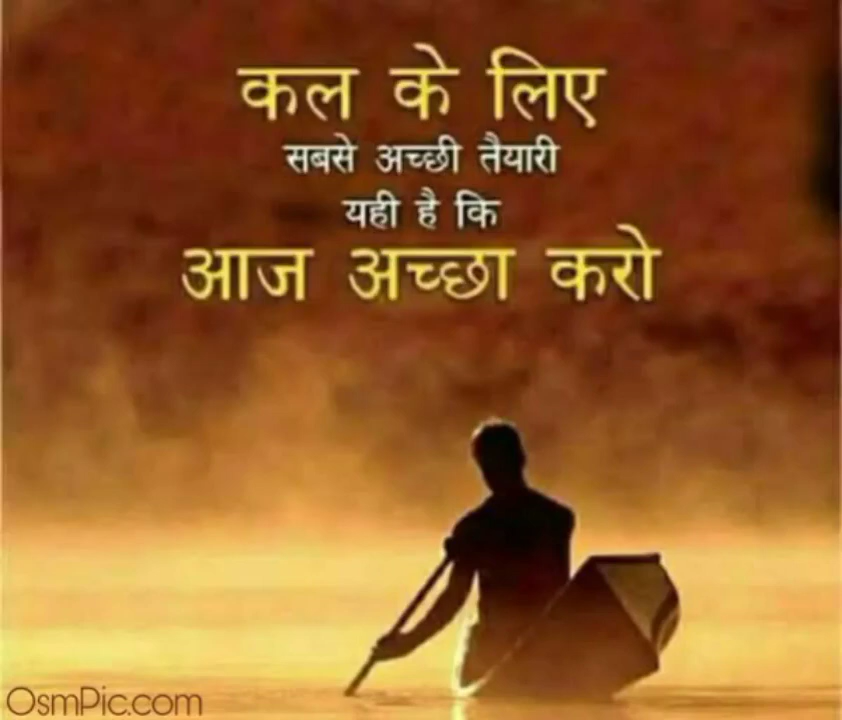 कल के लिए
सबसे अच्छी तैयारी
यही है कि
आज अच्छा करो
OsmPic.com